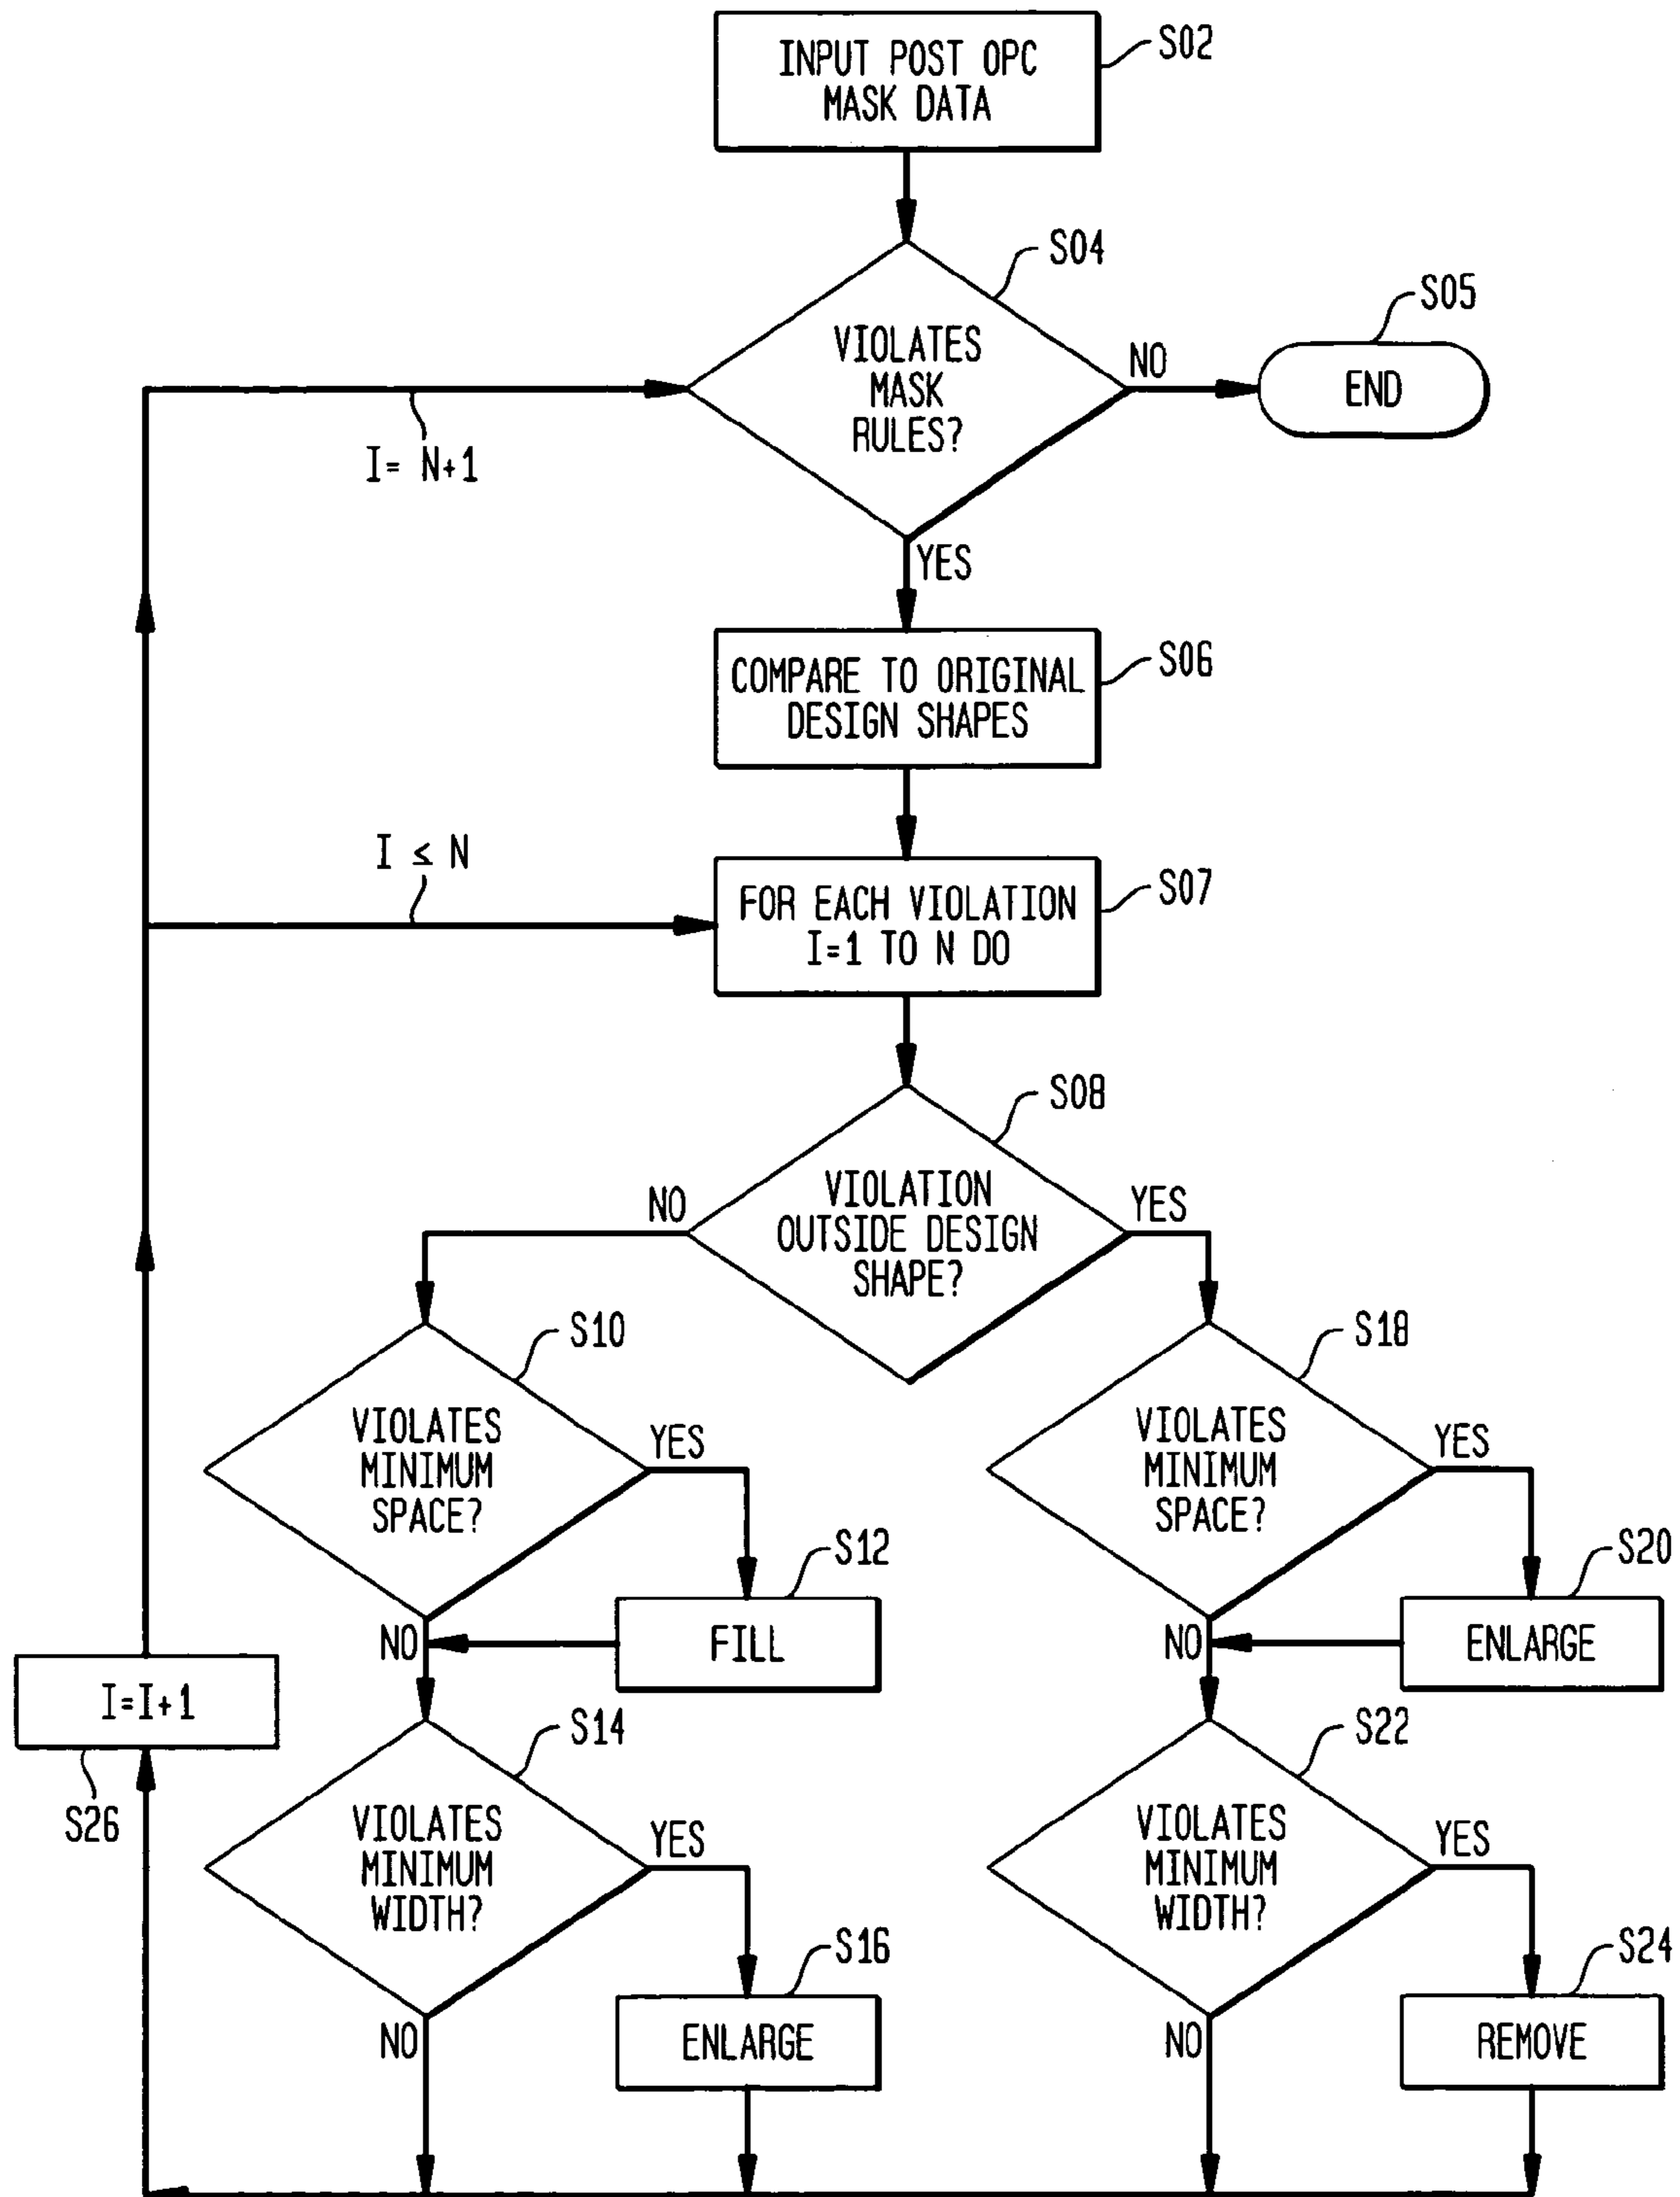 INPUT POST OPC
MASK DATA
S02
S04
VIOLATES
MASK
RULES?
NO
S05
END
I= N+1
YES
COMPARE TO ORIGINAL
DESIGN SHAPES
S06
I ≤ N
FOR EACH VIOLATION
I=1 TO N DO
S07
S08
VIOLATION
OUTSIDE DESIGN
SHAPE?
NO
YES
S10
VIOLATES
MINIMUM
SPACE?
YES
S12
FILL
NO
S18
VIOLATES
MINIMUM
SPACE?
YES
S20
ENLARGE
NO
I=I+1
S26
S14
VIOLATES
MINIMUM
WIDTH?
YES
S16
ENLARGE
NO
S22
VIOLATES
MINIMUM
WIDTH?
YES
S24
REMOVE
NO